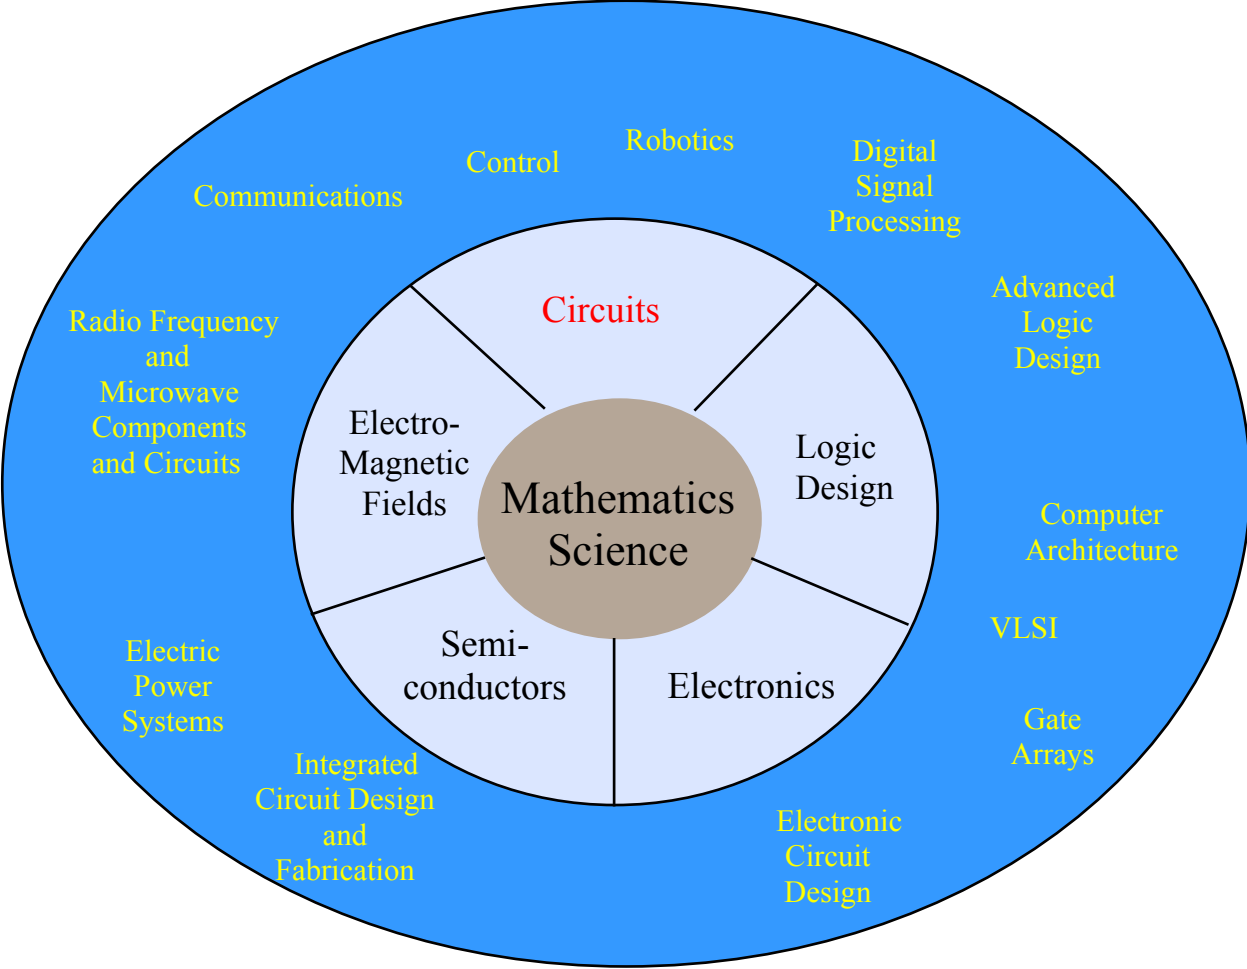 Robotics
Control
Communications
Digital
Signal
Processing
Advanced
Logic
Design
Radio Frequency
and
Microwave
Components
and Circuits
Circuits
Electro-
Magnetic
Fields
Logic
Design
Mathematics
Science
Computer
Architecture
VLSI
Semi-
conductors
Electronics
Electric
Power
Systems
Gate
Arrays
Integrated
Circuit Design
and
Fabrication
Electronic
Circuit
Design